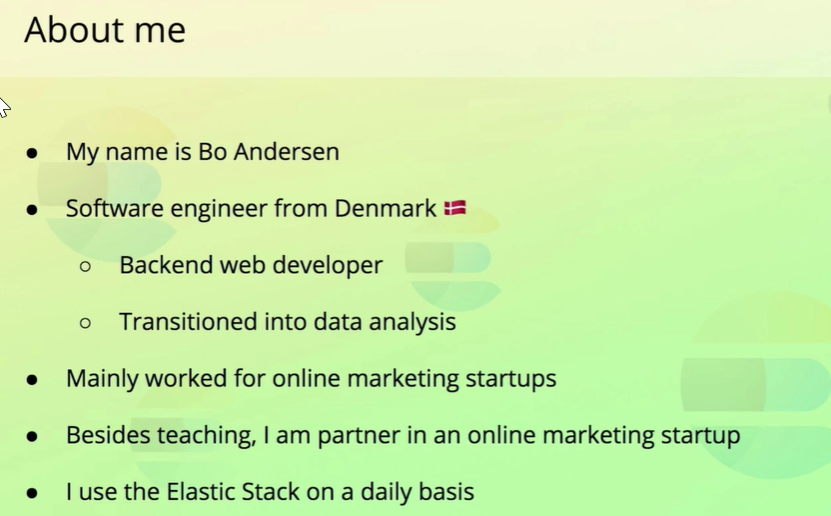 About me
● My name is Bo Andersen
● Software engineer from Denmark 🇩🇰
○ Backend web developer
○ Transitioned into data analysis
● Mainly worked for online marketing startups
● Besides teaching, I am partner in an online marketing startup
● I use the Elastic Stack on a daily basis